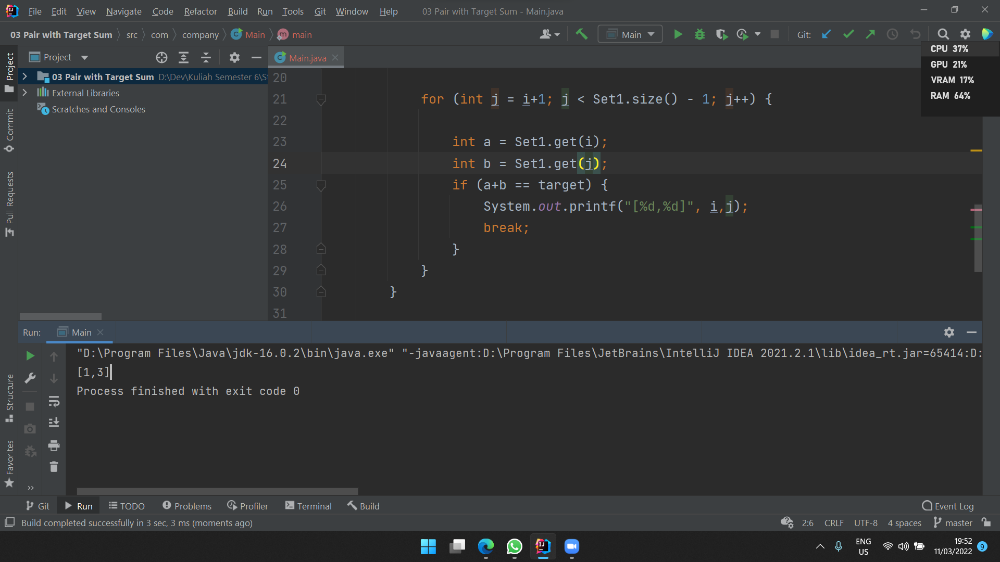 File Edit View Navigate Code Refactor Build Run Tools Git Window Help 03 Pair with Target Sum - Main.java
03 Pair with Target Sum src com company Main main Main Git:
CPU 37%
GPU 21%
VRAM 17%
RAM 64%
Project
Commit
Pull Requests
Structure
Favorites
Project
03 Pair with Target Sum D:\Dev\Kuliah Semester 6\S
External Libraries
Scratches and Consoles
Main.java
20
21 for (int j = i+1; j < Set1.size() - 1; j++) {
22
23 int a = Set1.get(i);
24 int b = Set1.get(j);
25 if (a+b == target) {
26 System.out.printf("[%d,%d]", i,j);
27 break;
28 }
29 }
30 }
31
Run: Main
"D:\Program Files\Java\jdk-16.0.2\bin\java.exe" "-javaagent:D:\Program Files\JetBrains\IntelliJ IDEA 2021.2.1\lib\idea_rt.jar=65414:D:
[1,3]
Process finished with exit code 0
Git Run TODO Problems Profiler Terminal Build Event Log
Build completed successfully in 3 sec, 3 ms (moments ago) 2:6 CRLF UTF-8 4 spaces master
ENG
US
19:52
11/03/2022
9